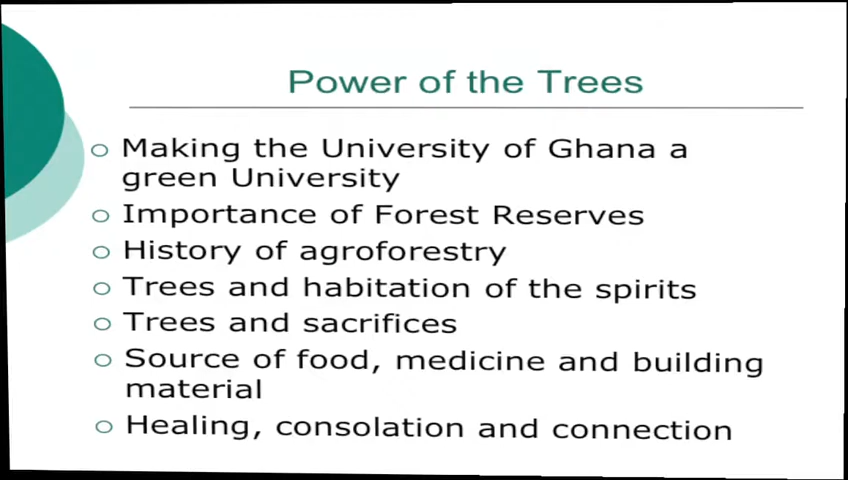 Power of the Trees
Making the University of Ghana a
green University
Importance of Forest Reserves
History of agroforestry
Trees and habitation of the spirits
Trees and sacrifices
Source of food, medicine and building
material
Healing, consolation and connection